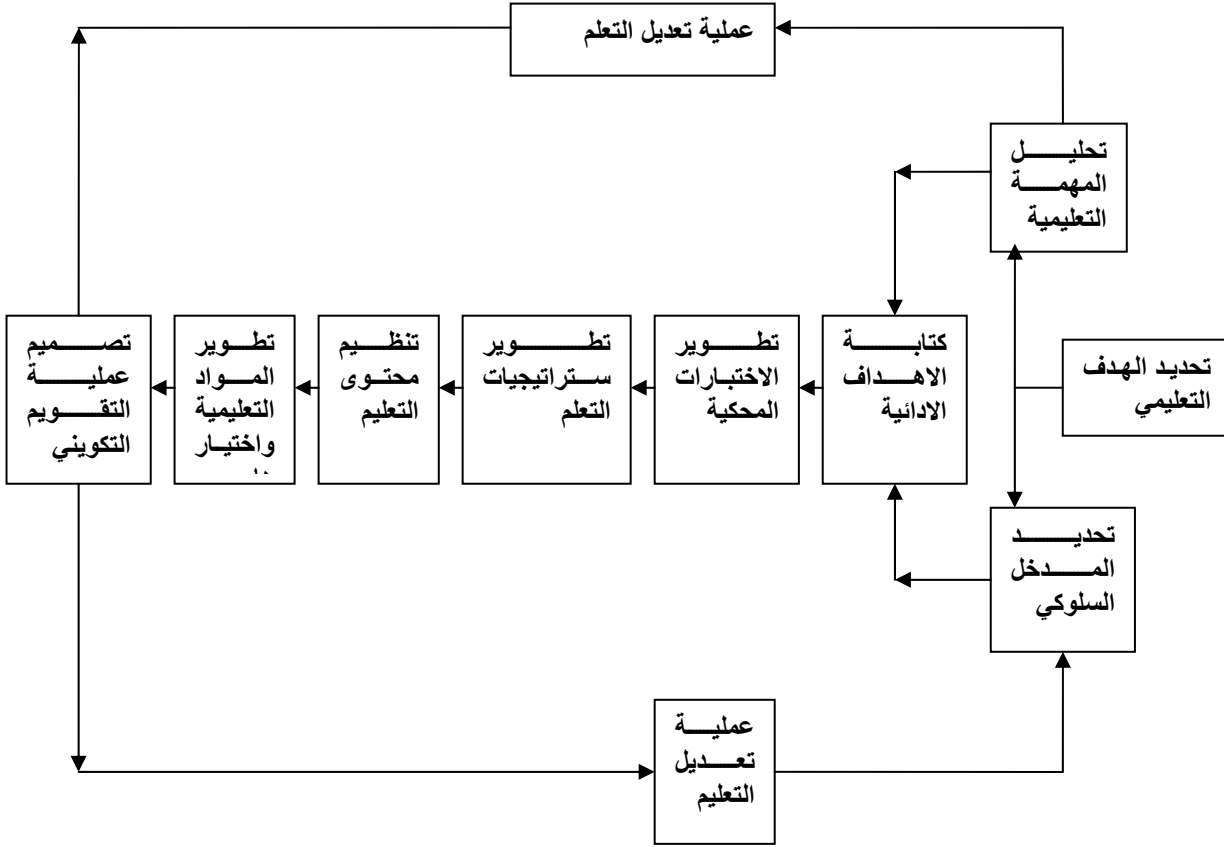 عملية تعديل التعلم
تحليل
المهمة
التعليمية
تحديد الهدف
التعليمي
كتابة
الاهداف
الادائية
تطوير
الاختبارات
المحكية
تطوير
ستراتيجيات
التعلم
تنظيم
محتوى
التعليم
تطوير
المواد
التعليمية
واختيار
تصميم
عملية
التقويم
التكويني
تحديد
المدخل
السلوكي
عملية
تعديل
التعليم